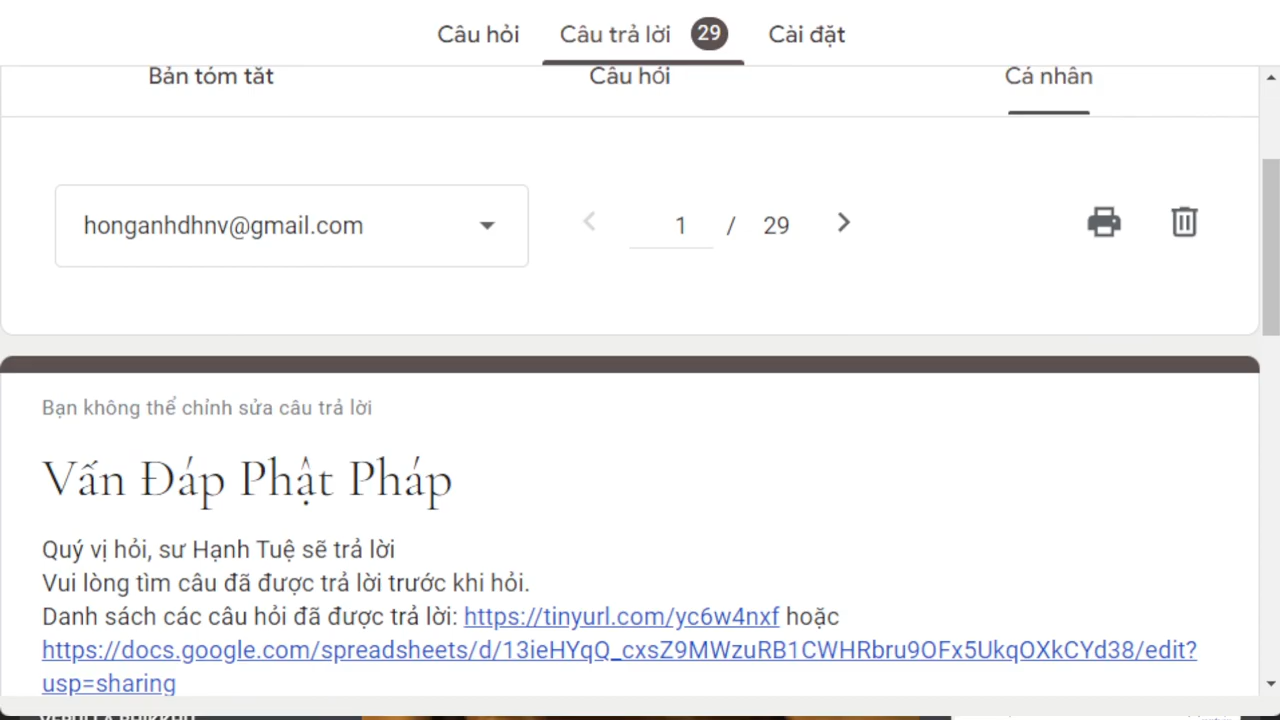 Câu hỏi Câu trả lời 29 Cài đặt
Bản tóm tắt Câu hỏi Cá nhân
honganhdhnv@gmail.com 1 / 29
Bạn không thể chỉnh sửa câu trả lời
Vấn Đáp Phật Pháp
Quý vị hỏi, sư Hạnh Tuệ sẽ trả lời
Vui lòng tìm câu đã được trả lời trước khi hỏi.
Danh sách các câu hỏi đã được trả lời: https://tinyurl.com/yc6w4nxf hoặc
https://docs.google.com/spreadsheets/d/13ieHYqQ_cxsZ9MWzuRB1CWHRbru9OFx5UkqOXkCYd38/edit?
usp=sharing